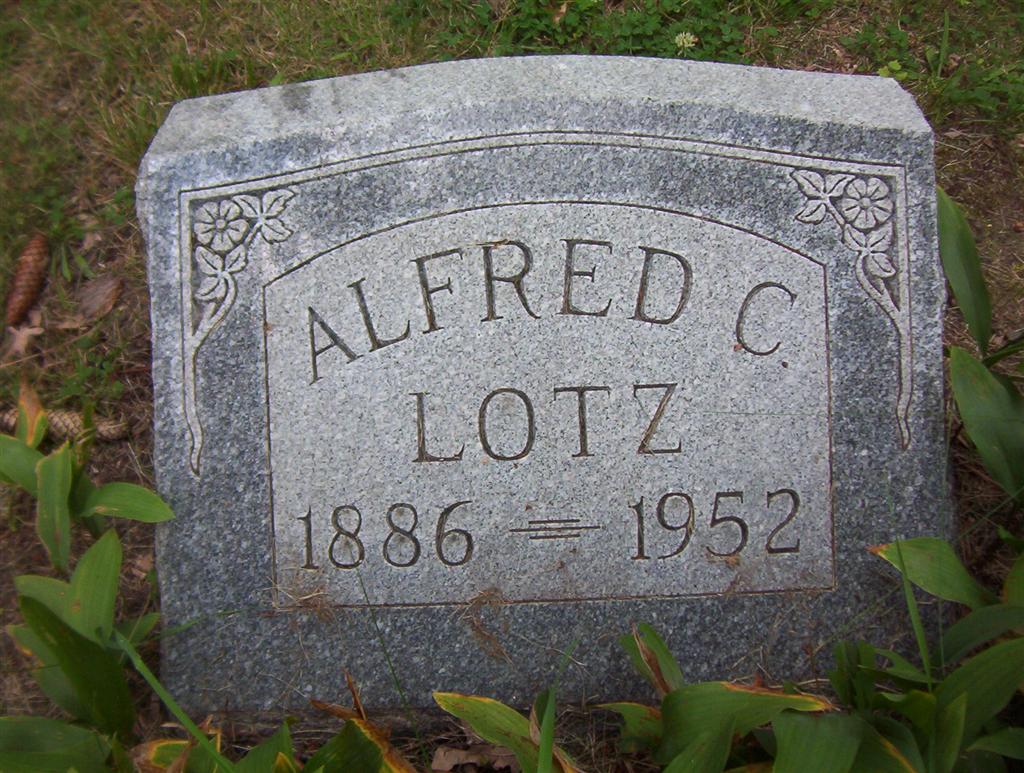 ALFRED C.
LOTZ
1886 = 1952